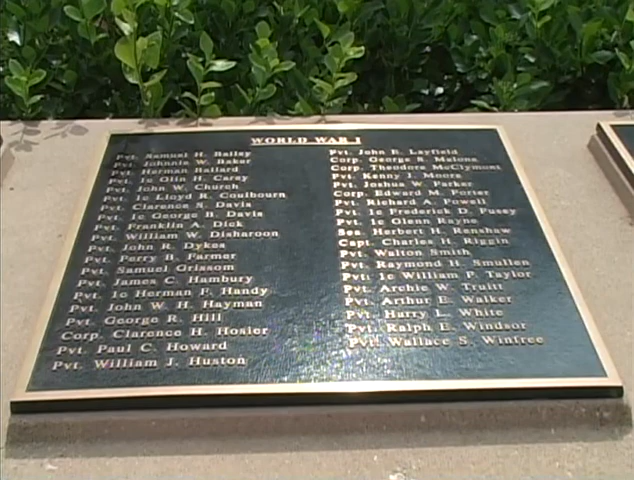 WORLD WAR I
Pvt. Samuel H. Bailey
Pvt. Johnnie W. Baker
Pvt. Herman Ballard
Pvt. 1c Olin H. Carey
Pvt. John W. Church
Pvt. 1c Lloyd R. Coulbourn
Pvt. Clarence S. Davis
Pvt. 1c George B. Davis
Pvt. Franklin A. Dick
Pvt. William W. Disharoon
Pvt. John R. Dykes
Pvt. Perry B. Farmer
Pvt. Samuel Grissom
Pvt. James C. Hambury
Pvt. 1c Herman F. Handy
Pvt. John W. H. Hayman
Pvt. George R. Hill
Corp. Clarence H. Hosier
Pvt. Paul C. Howard
Pvt. William J. Huston
Pvt. John E. Layfield
Corp. George S. Malone
Corp. Theodore McClymont
Pvt. Kenny J. Moore
Pvt. Joshua W. Parker
Corp. Edward M. Porter
Pvt. Richard A. Powell
Pvt. 1c Frederick D. Pusey
Pvt. 1c Glenn Rayne
Herbert H. Renshaw
Capt. Charles H. Riggin
Pvt. Walton Smith
Pvt. Raymond H. Smullen
Pvt. 1c William P. Taylor
Pvt. Archie W. Truitt
Pvt. Arthur E. Walker
Pvt. Harry L. White
Pvt. Ralph E. Windsor
Pvt. Wallace S. Winfree